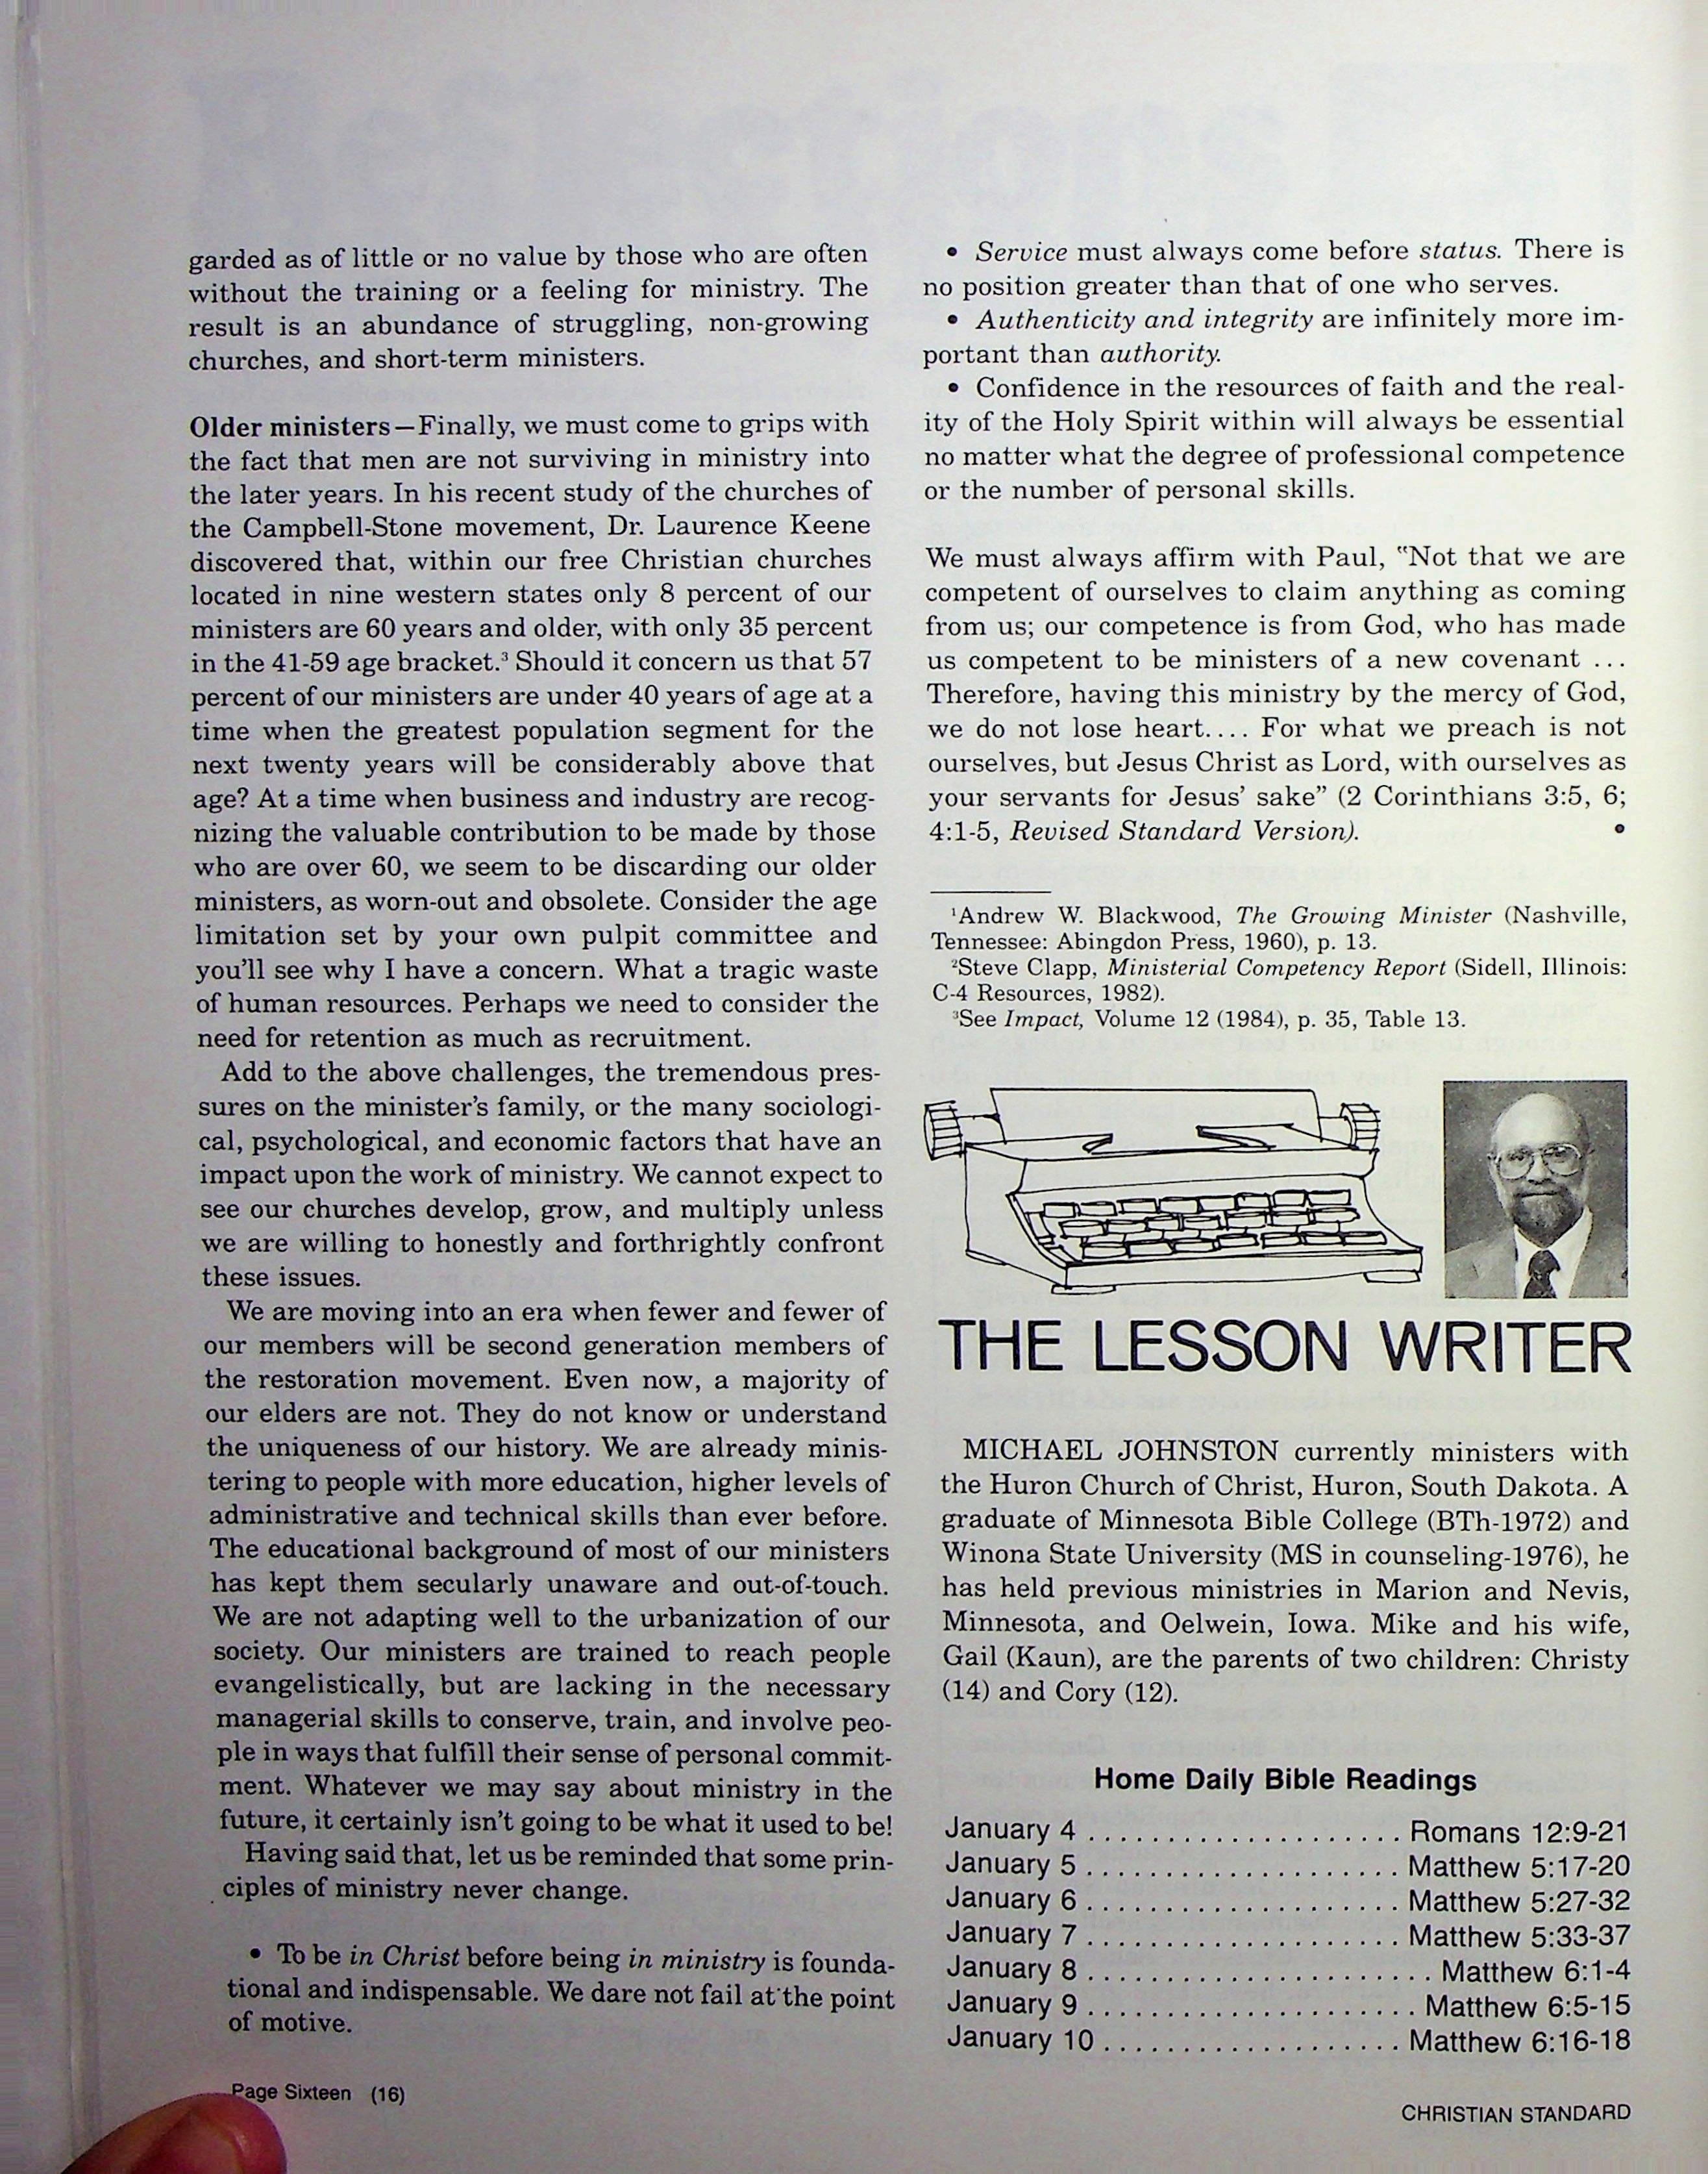 garded as of little or no value by those who are often
without the training or a feeling for ministry. The
result is an abundance of struggling, non-growing
churches, and short-term ministers.
Older ministers—Finally, we must come to grips with
the fact that men are not surviving in ministry into
the later years. In his recent study of the churches of
the Campbell-Stone movement, Dr. Laurence Keene
discovered that, within our free Christian churches
located in nine western states only 8 percent of our
ministers are 60 years and older, with only 35 percent
in the 41-59 age bracket.³ Should it concern us that 57
percent of our ministers are under 40 years of age at a
time when the greatest population segment for the
next twenty years will be considerably above that
age? At a time when business and industry are recog-
nizing the valuable contribution to be made by those
who are over 60, we seem to be discarding our older
ministers, as worn-out and obsolete. Consider the age
limitation set by your own pulpit committee and
you'll see why I have a concern. What a tragic waste
of human resources. Perhaps we need to consider the
need for retention as much as recruitment.
Add to the above challenges, the tremendous pres-
sures on the minister's family, or the many sociologi-
cal, psychological, and economic factors that have an
impact upon the work of ministry. We cannot expect to
see our churches develop, grow, and multiply unless
we are willing to honestly and forthrightly confront
these issues.
We are moving into an era when fewer and fewer of
our members will be second generation members of
the restoration movement. Even now, a majority of
our elders are not. They do not know or understand
the uniqueness of our history. We are already minis-
tering to people with more education, higher levels of
administrative and technical skills than ever before.
The educational background of most of our ministers
has kept them secularly unaware and out-of-touch.
We are not adapting well to the urbanization of our
society. Our ministers are trained to reach people
evangelistically, but are lacking in the necessary
managerial skills to conserve, train, and involve peo-
ple in ways that fulfill their sense of personal commit-
ment. Whatever we may say about ministry in the
future, it certainly isn't going to be what it used to be!
Having said that, let us be reminded that some prin-
ciples of ministry never change.
• To be in Christ before being in ministry is founda-
tional and indispensable. We dare not fail at the point
of motive.
• Service must always come before status. There is
no position greater than that of one who serves.
• Authenticity and integrity are infinitely more im-
portant than authority.
• Confidence in the resources of faith and the real-
ity of the Holy Spirit within will always be essential
no matter what the degree of professional competence
or the number of personal skills.
We must always affirm with Paul, "Not that we are
competent of ourselves to claim anything as coming
from us; our competence is from God, who has made
us competent to be ministers of a new covenant ...
Therefore, having this ministry by the mercy of God,
we do not lose heart.... For what we preach is not
ourselves, but Jesus Christ as Lord, with ourselves as
your servants for Jesus' sake" (2 Corinthians 3:5, 6;
4:1-5, Revised Standard Version). •
¹Andrew W. Blackwood, The Growing Minister (Nashville,
Tennessee: Abingdon Press, 1960), p. 13.
²Steve Clapp, Ministerial Competency Report (Sidell, Illinois:
C-4 Resources, 1982).
³See Impact, Volume 12 (1984), p. 35, Table 13.
THE LESSON WRITER
MICHAEL JOHNSTON currently ministers with
the Huron Church of Christ, Huron, South Dakota. A
graduate of Minnesota Bible College (BTh-1972) and
Winona State University (MS in counseling-1976), he
has held previous ministries in Marion and Nevis,
Minnesota, and Oelwein, Iowa. Mike and his wife,
Gail (Kaun), are the parents of two children: Christy
(14) and Cory (12).
Home Daily Bible Readings
January 4 .................... Romans 12:9-21
January 5 .................... Matthew 5:17-20
January 6 .................... Matthew 5:27-32
January 7 .................... Matthew 5:33-37
January 8 ...................... Matthew 6:1-4
January 9 ..................... Matthew 6:5-15
January 10 ................... Matthew 6:16-18
Page Sixteen (16)
CHRISTIAN STANDARD